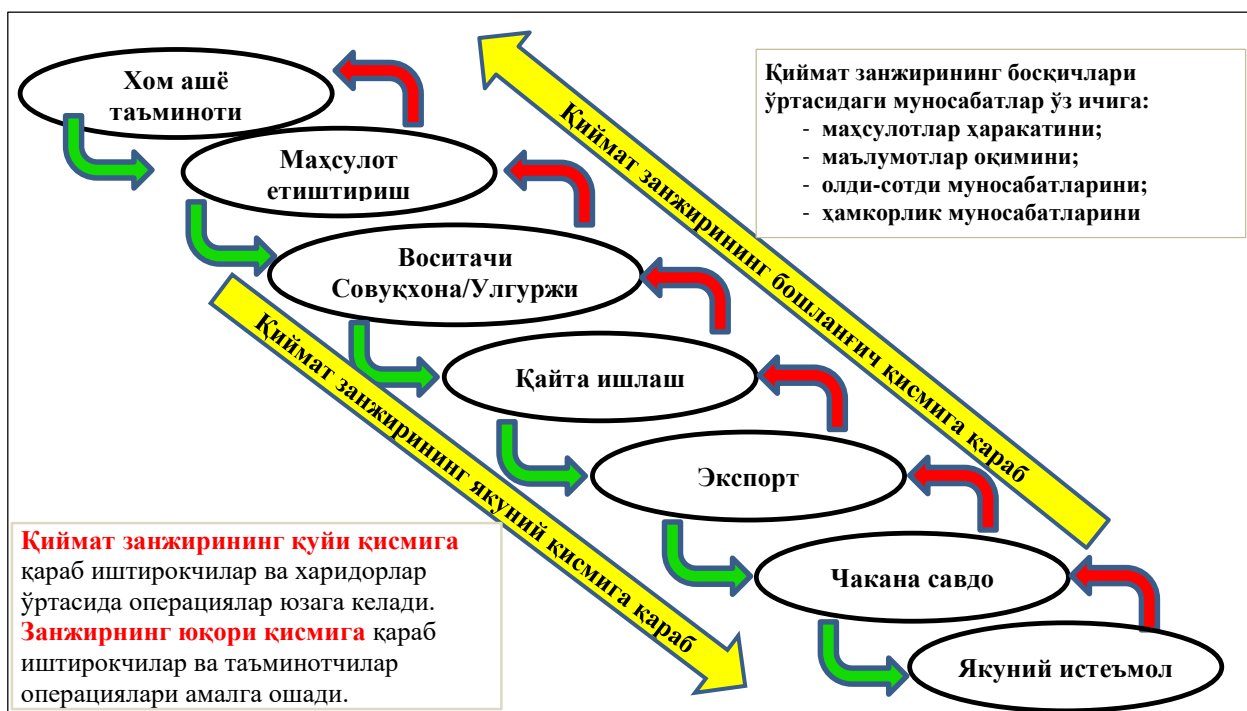 Хом ашё
таъминоти
Маҳсулот
етиштириш
Воситачи
Совуқхона/Улгуржи
Қайта ишлаш
Экспорт
Чакана савдо
Якуний истеъмол
Қиймат занжирининг бошланғич қисмига қараб
Қиймат занжирининг якуний қисмига қараб
Қиймат занжирининг босқичлари
ўртасидаги муносабатлар ўз ичига:
- маҳсулотлар ҳаракатини;
- маълумотлар оқимини;
- олди-сотди муносабатларини;
- ҳамкорлик муносабатларини
Қиймат занжирининг қуйи қисмига
қараб иштирокчилар ва харидорлар
ўртасида операциялар юзага келади.
Занжирнинг юқори қисмига қараб
иштирокчилар ва таъминотчилар
операциялари амалга ошади.